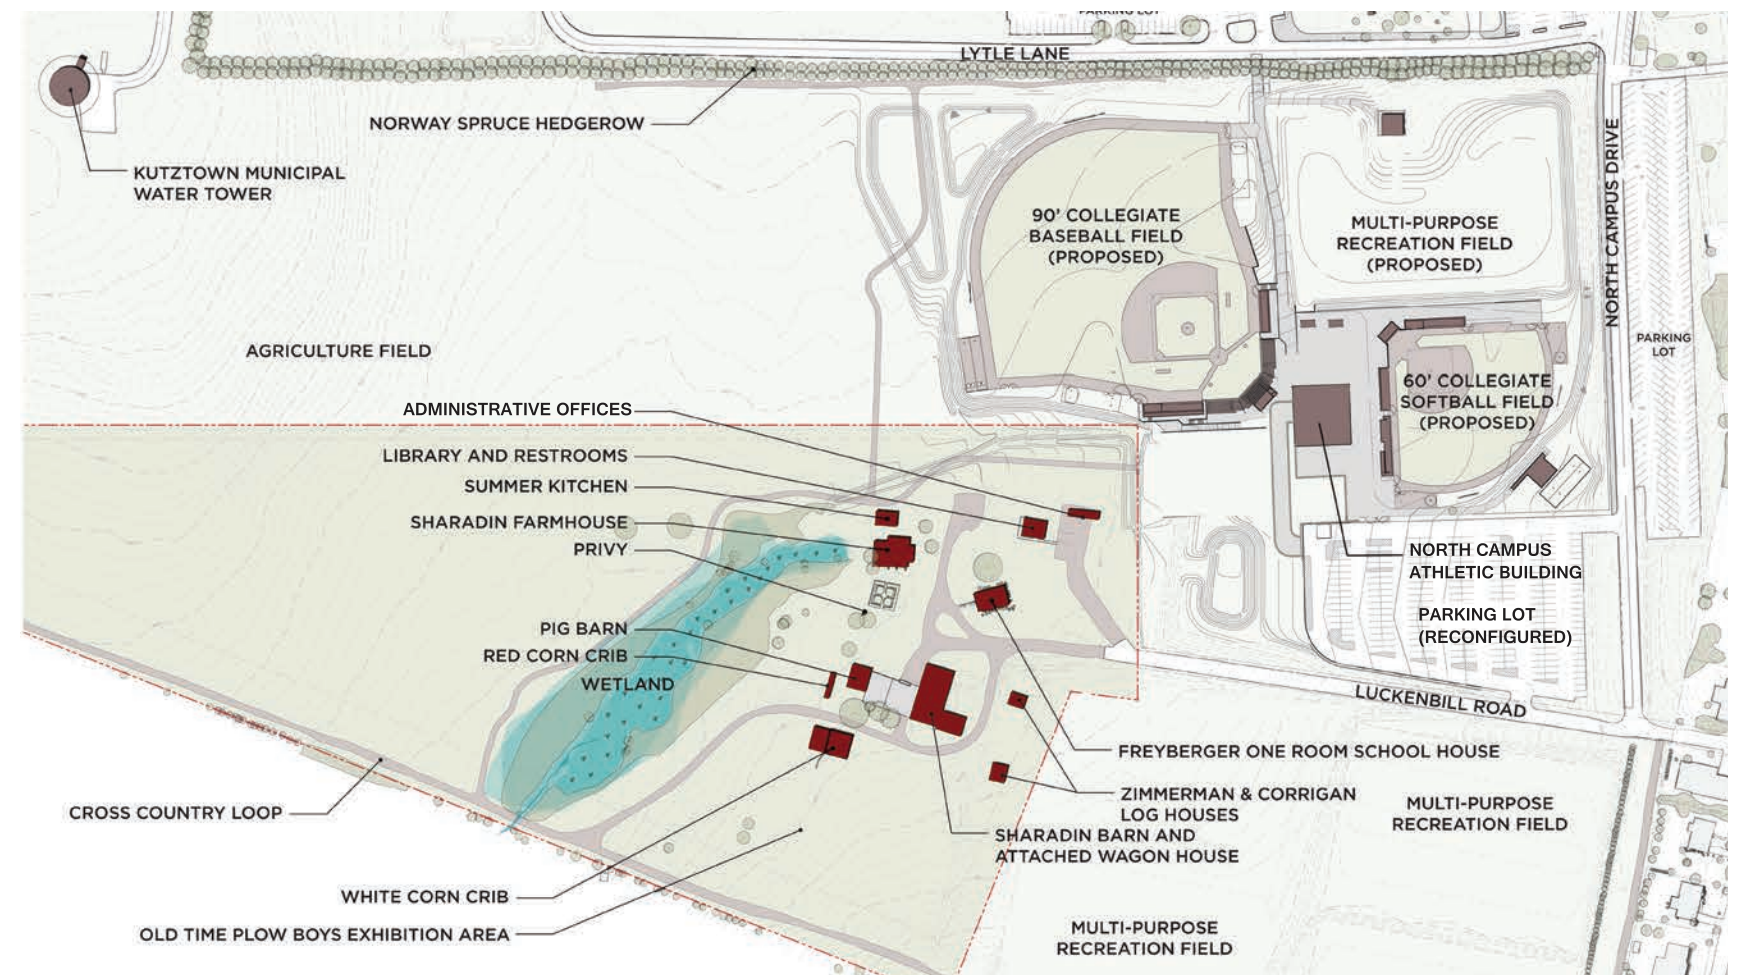 PARKING LOT
LYTLE LANE
NORWAY SPRUCE HEDGEROW
KUTZTOWN MUNICIPAL
WATER TOWER
NORTH CAMPUS DRIVE
90' COLLEGIATE
BASEBALL FIELD
(PROPOSED)
MULTI-PURPOSE
RECREATION FIELD
(PROPOSED)
PARKING
LOT
AGRICULTURE FIELD
60' COLLEGIATE
SOFTBALL FIELD
(PROPOSED)
ADMINISTRATIVE OFFICES
LIBRARY AND RESTROOMS
SUMMER KITCHEN
SHARADIN FARMHOUSE
PRIVY
NORTH CAMPUS
ATHLETIC BUILDING
PARKING LOT
(RECONFIGURED)
PIG BARN
RED CORN CRIB
WETLAND
LUCKENBILL ROAD
FREYBERGER ONE ROOM SCHOOL HOUSE
ZIMMERMAN & CORRIGAN
LOG HOUSES
MULTI-PURPOSE
RECREATION FIELD
CROSS COUNTRY LOOP
SHARADIN BARN AND
ATTACHED WAGON HOUSE
WHITE CORN CRIB
OLD TIME PLOW BOYS EXHIBITION AREA
MULTI-PURPOSE
RECREATION FIELD